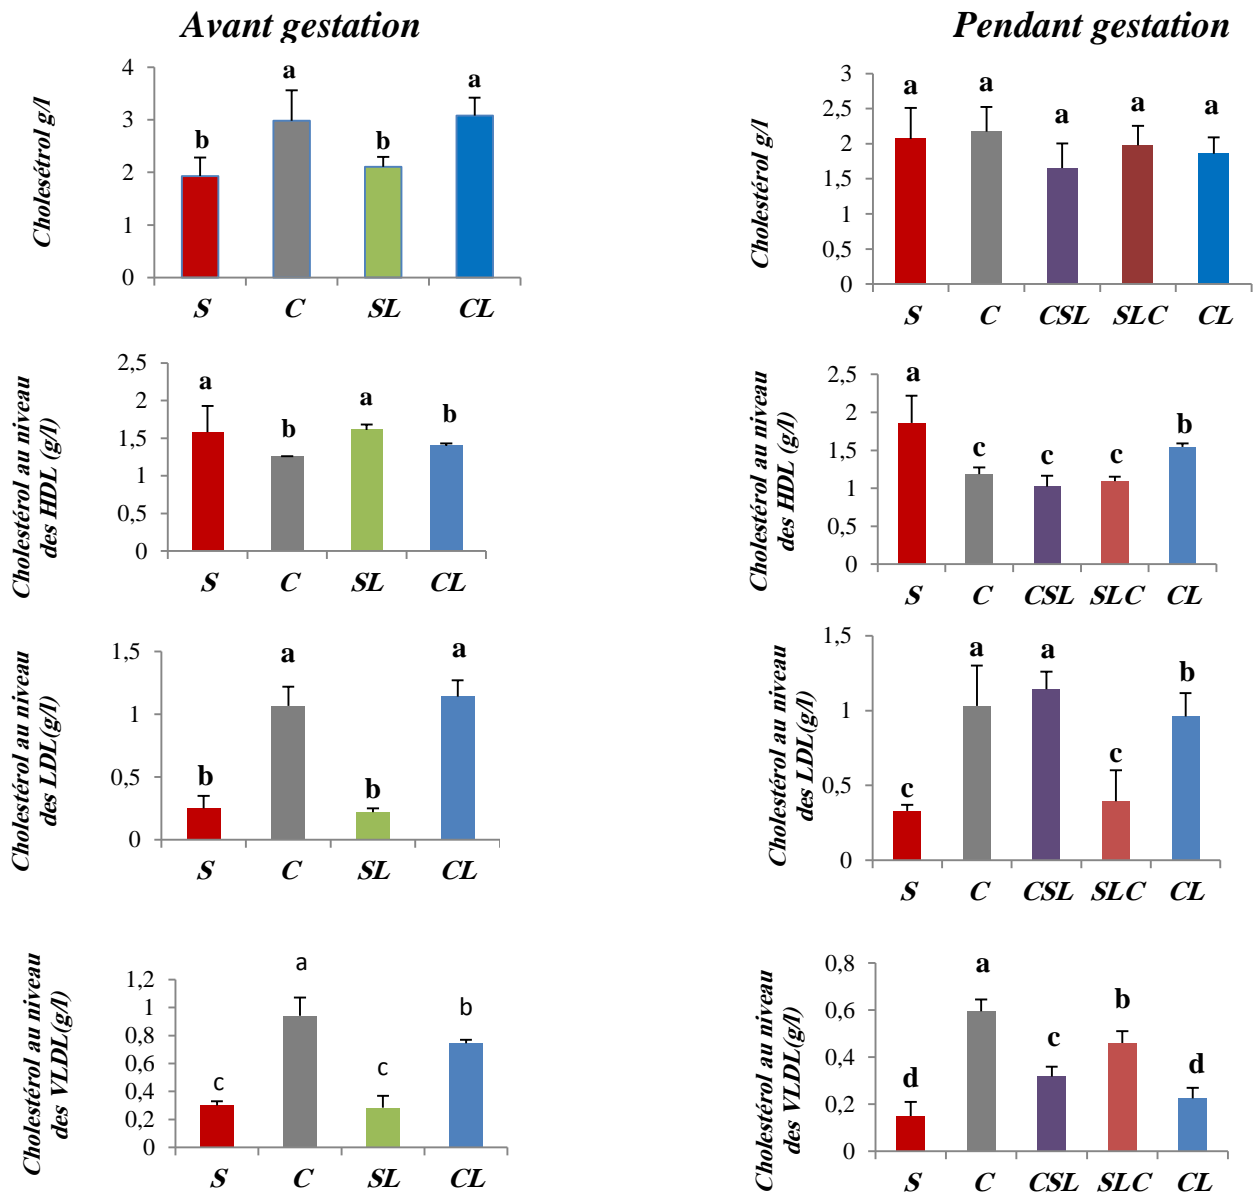 Avant gestation
Pendant gestation
Cholesétrol g/l
4
3
2
1
0
b
a
b
a
S C SL CL
Cholestérol g/l
3
2,5
2
1,5
1
0,5
0
a
a
a
a
a
S C CSL SLC CL
Cholestérol au niveau
des HDL (g/l)
2,5
2
1,5
1
0,5
0
a
b
a
b
S C SL CL
Cholestérol au niveau
des HDL (g/l)
2,5
2
1,5
1
0,5
0
a
c
c
c
b
S C CSL SLC CL
Cholestérol au niveau
des LDL(g/l)
1,5
1
0,5
0
b
a
b
a
S C SL CL
Cholestérol au niveau
des LDL(g/l)
1,5
1
0,5
0
c
a
a
c
b
S C CSL SLC CL
Cholestérol au niveau
des VLDL(g/l)
1,2
1
0,8
0,6
0,4
0,2
0
c
a
c
b
S C SL CL
Cholestérol au niveau
des VLDL(g/l)
0,8
0,6
0,4
0,2
0
d
a
c
b
d
S C CSL SLC CL